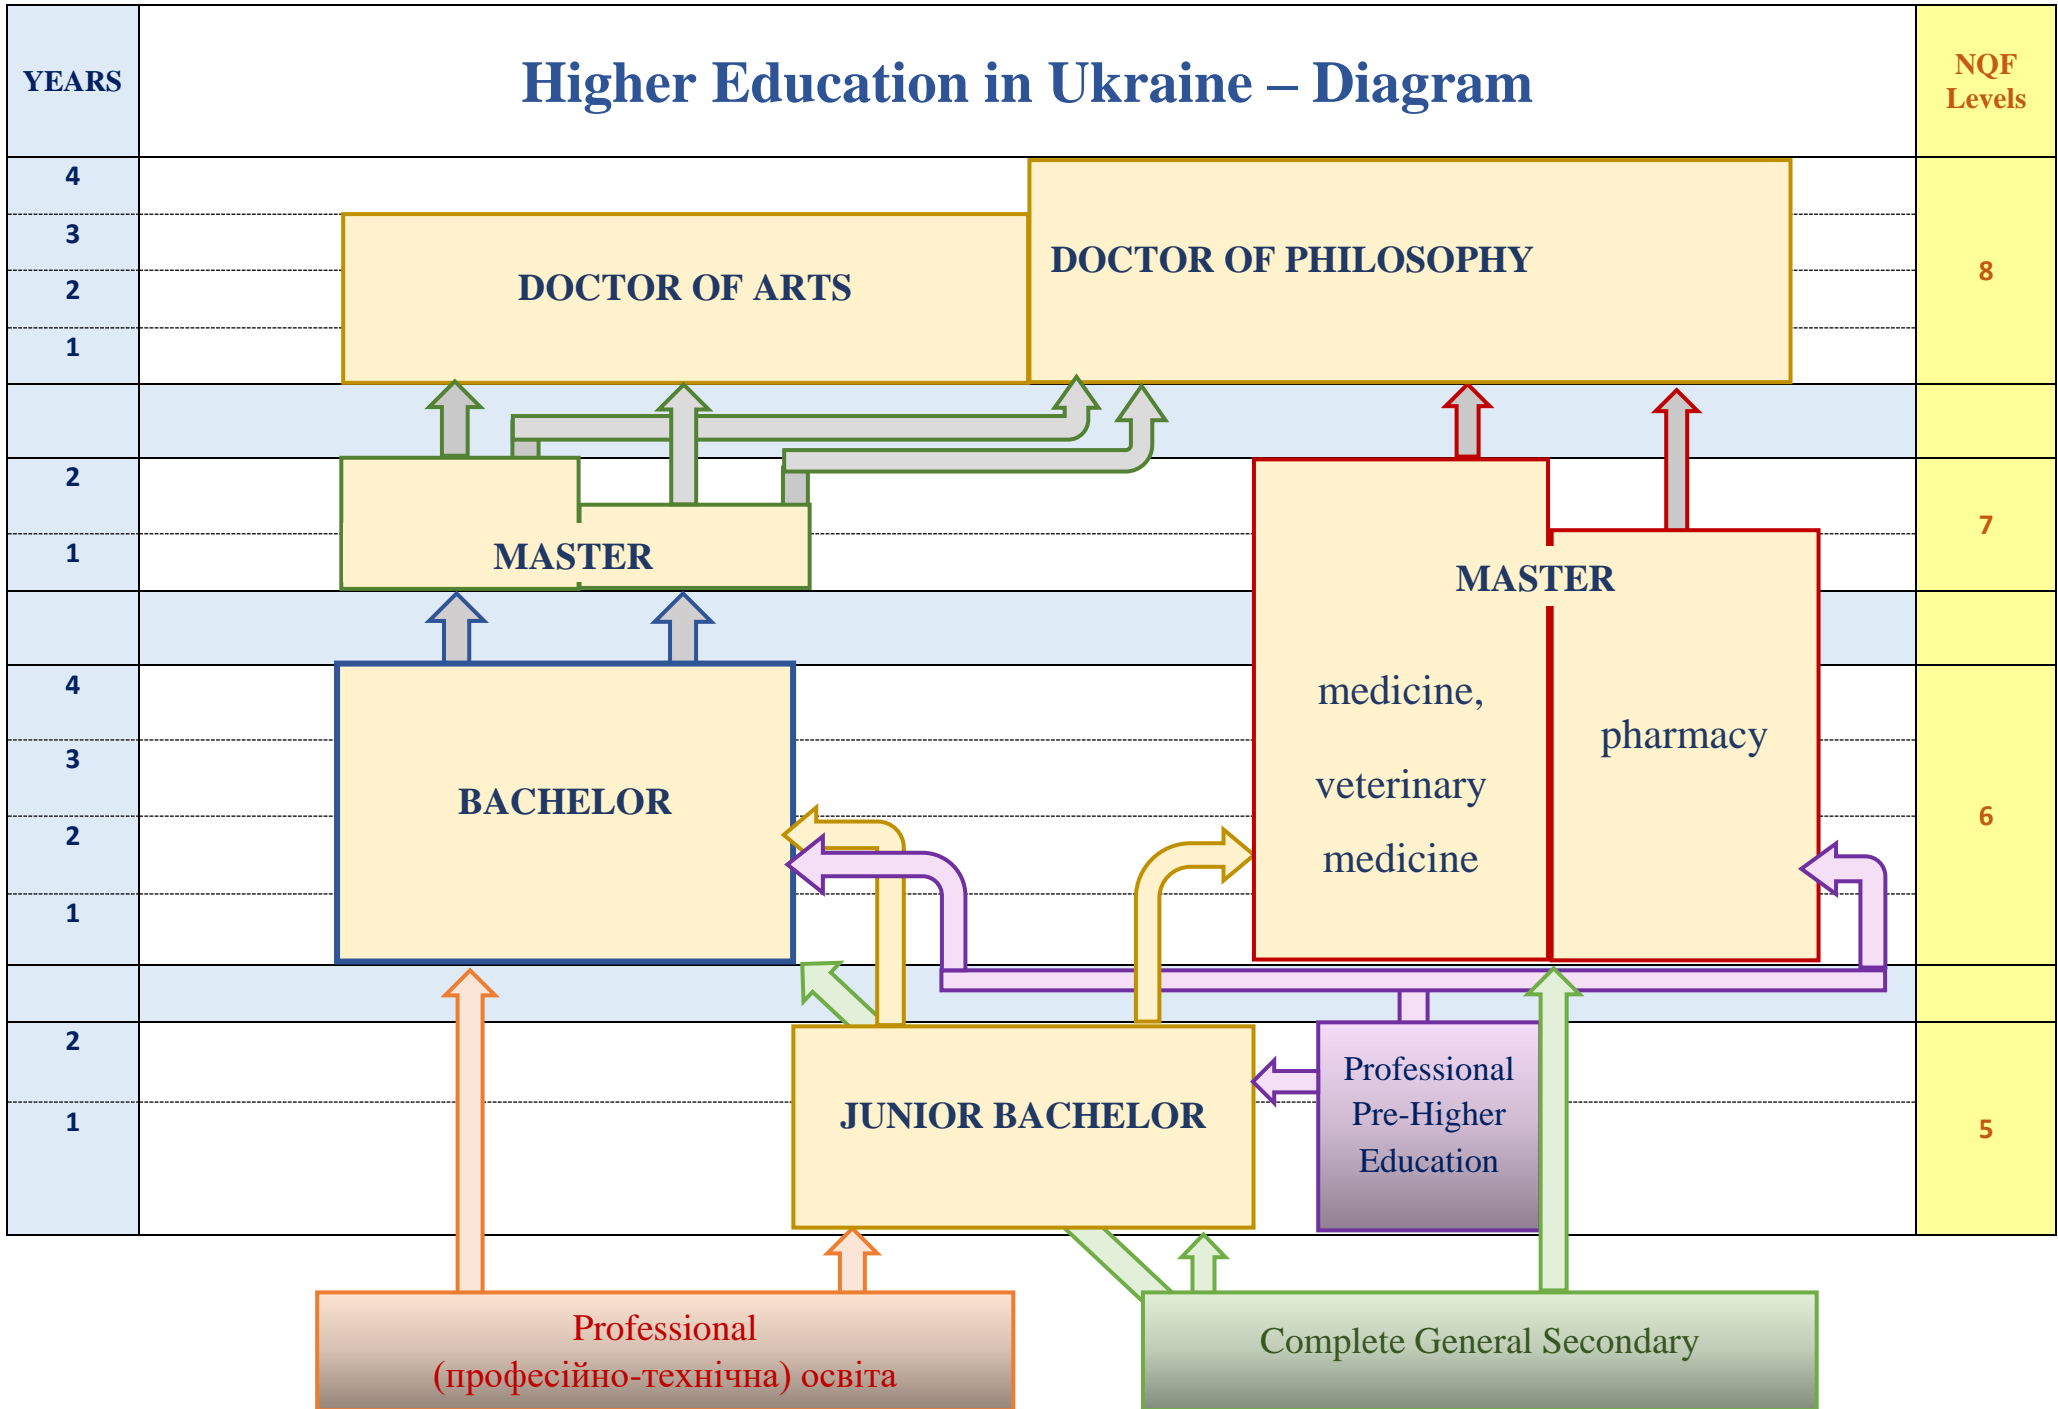 YEARS
Higher Education in Ukraine – Diagram
NQF
Levels
4
3
2
1
DOCTOR OF ARTS
DOCTOR OF PHILOSOPHY
8
2
1
MASTER
MASTER
7
4
3
2
1
BACHELOR
medicine,
veterinary
medicine
pharmacy
6
2
1
JUNIOR BACHELOR
Professional
Pre-Higher
Education
5
Professional
(професійно-технічна) освіта
Complete General Secondary